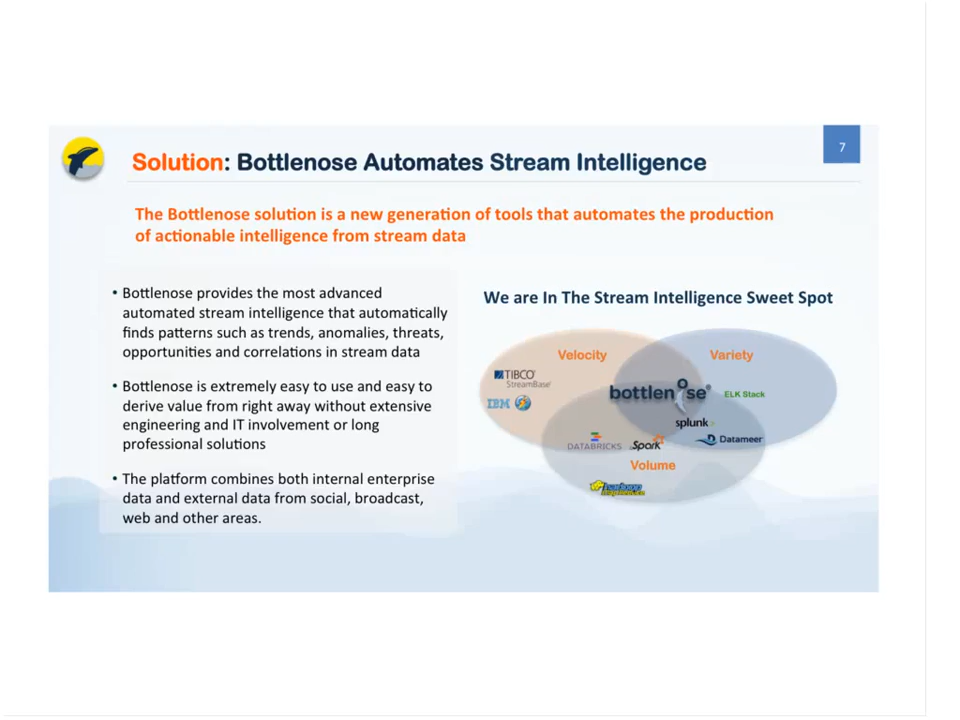 7
Solution: Bottlenose Automates Stream Intelligence
The Bottlenose solution is a new generation of tools that automates the production
of actionable intelligence from stream data
• Bottlenose provides the most advanced
automated stream intelligence that automatically
finds patterns such as trends, anomalies, threats,
opportunities and correlations in stream data
• Bottlenose is extremely easy to use and easy to
derive value from right away without extensive
engineering and IT involvement or long
professional solutions
• The platform combines both internal enterprise
data and external data from social, broadcast,
web and other areas.
We are In The Stream Intelligence Sweet Spot
Velocity
Variety
TIBCO
StreamBase
IBM
bottlenose
ELK Stack
splunk
Datameer
DATABRICKS
Spark
Volume
hadoop